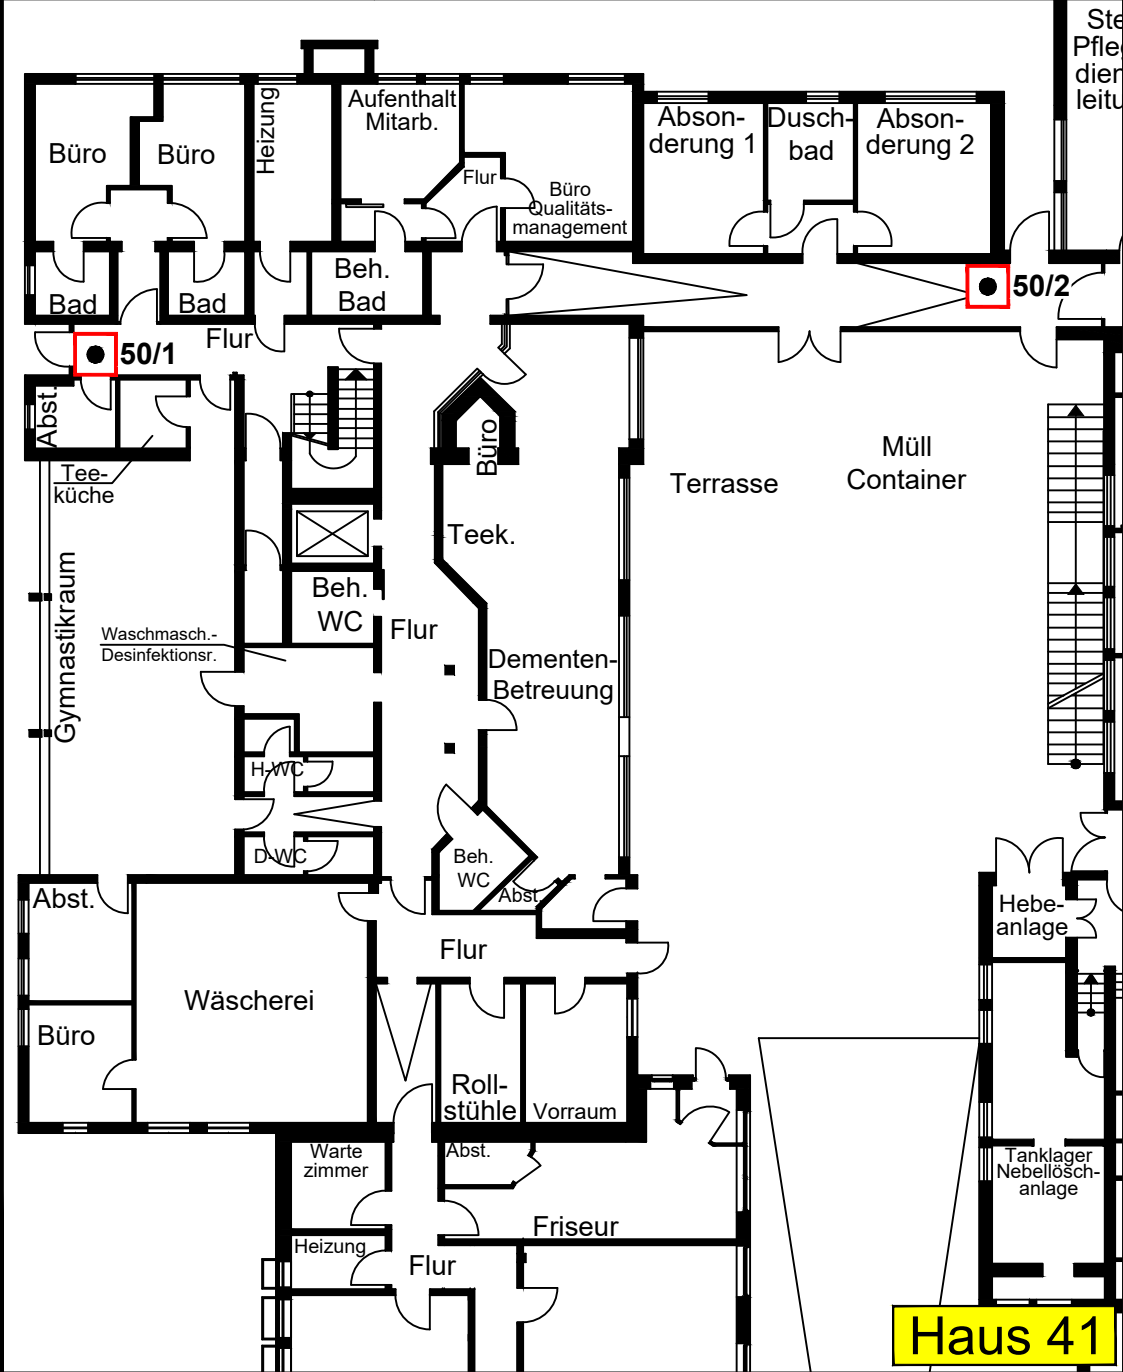 Ste
Pfle
dien
leitu
Büro
Büro
Heizung
Aufenthalt
Mitarb.
Flur
Büro
Qualitäts-
management
Abson-
derung 1
Dusch-
bad
Abson-
derung 2
Bad
Bad
Beh.
Bad
50/2
50/1
Flur
Abst.
Tee-
küche
Büro
Terrasse
Müll
Container
Teek.
Gymnastikraum
Beh.
WC
Flur
Waschmasch.-
Desinfektionsr.
Dementen-
Betreuung
H-WC
D-WC
Beh.
WC
Abst.
Abst.
Hebe-
anlage
Flur
Wäscherei
Büro
Roll-
stühle
Vorraum
Warte
zimmer
Abst.
Tanklager
Nebellösch-
anlage
Friseur
Heizung
Flur
Haus 41